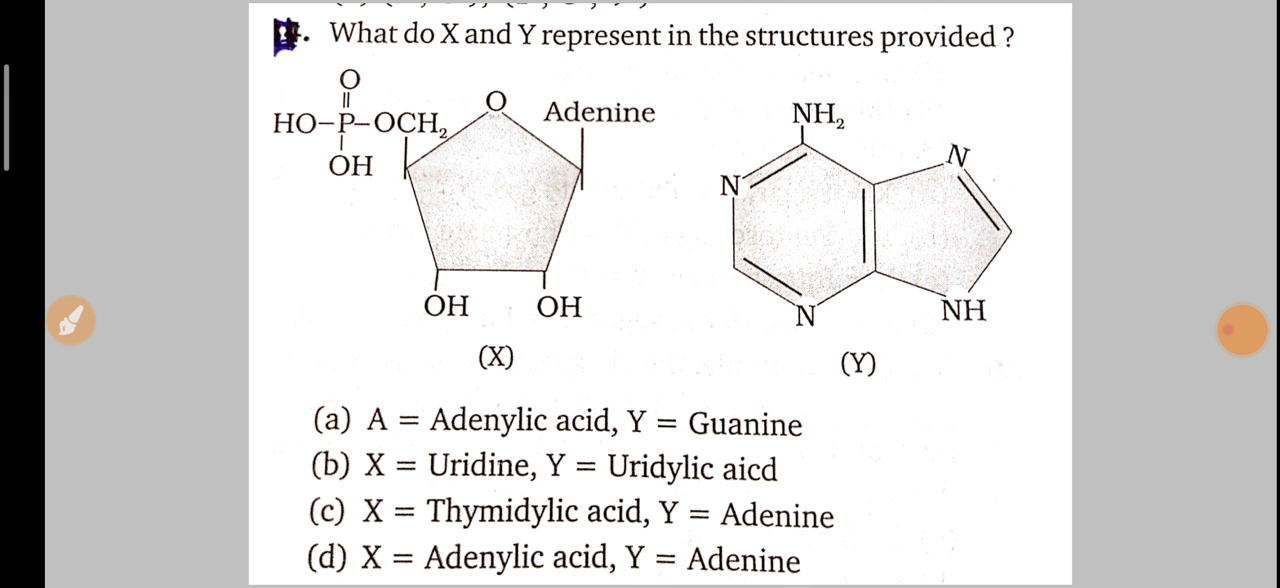 . What do X and Y represent in the structures provided ?
O
HO–P–OCH₂
OH
O
Adenine
OH OH
(X)
NH₂
N
N
N
NH
(Y)
(a) A = Adenylic acid, Y = Guanine
(b) X = Uridine, Y = Uridylic aicd
(c) X = Thymidylic acid, Y = Adenine
(d) X = Adenylic acid, Y = Adenine